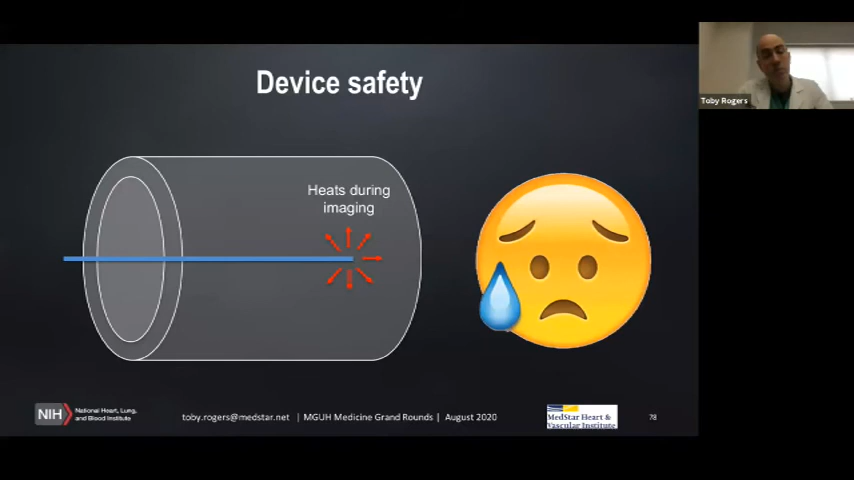 Device safety
Heats during
imaging
Toby Rogers
NIH
National Heart, Lung,
and Blood Institute
toby.rogers@medstar.net | MGUH Medicine Grand Rounds | August 2020
MedStar Heart &
Vascular Institute
78